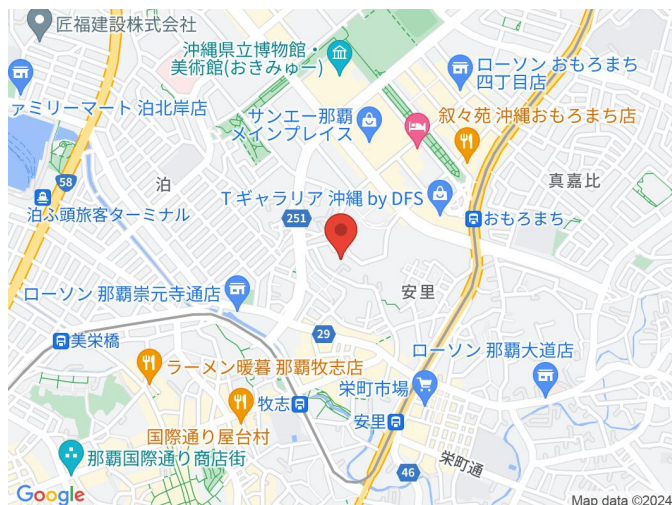 匠福建設株式会社
沖縄県立博物館・
美術館(おきみゅー)
ローソン おもろまち
四丁目店
ァミリーマート 泊北岸店
サンエー那覇
メインプレイス
叙々苑 沖縄おもろまち店
58
泊
真嘉比
泊ふ頭旅客ターミナル
251
T ギャラリア 沖縄 by DFS
おもろまち
ローソン 那覇崇元寺通店
安里
美栄橋
29
ローソン 那覇大道店
ラーメン暖暮 那覇牧志店
栄町市場
牧志
安里
国際通り屋台村
那覇国際通り商店街
栄町通
46
Google
Map data ©2024